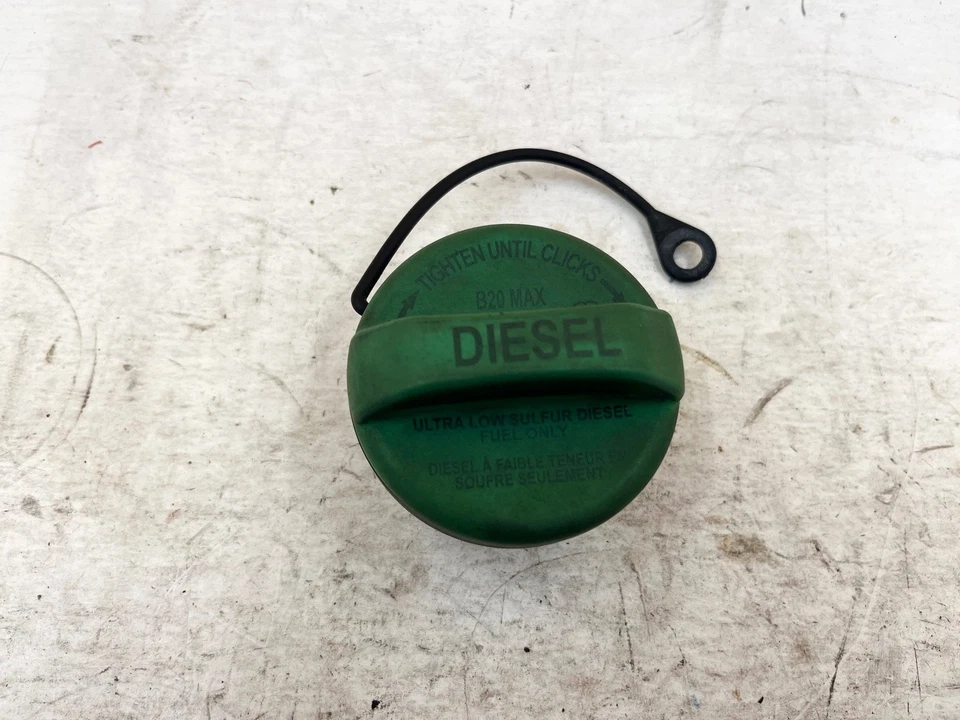 TIGHTEN UNTIL CLICKS
B20 MAX
DIESEL
ULTRA LOW SULFUR DIESEL
FUEL ONLY
DIESEL À FAIBLE TENEUR EN
SOUFRE SEULEMENT